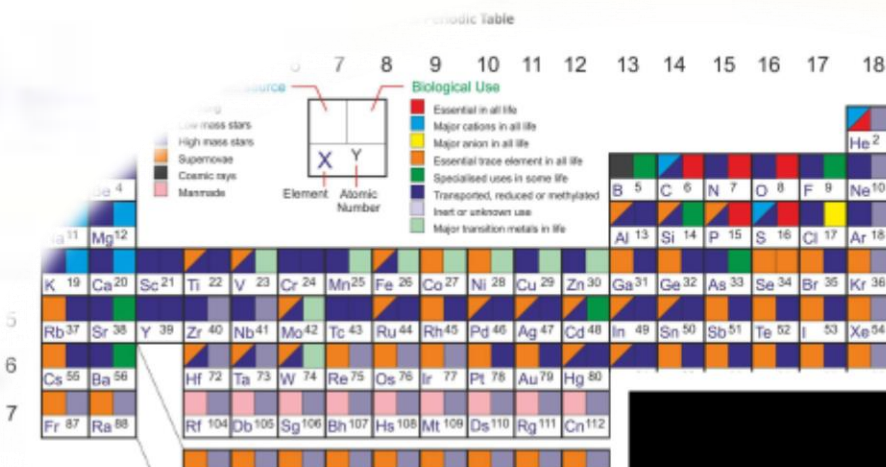 Periodic Table
7 8 9 10 11 12 13 14 15 16 17 18
Biological Use
Essential in all life
Low mass stars
Major cations in all life
High mass stars
Major anion in all life
Supernovae
Essential trace element in all life
Cosmic rays
Specialised uses in some life
Manmade
Transported, reduced or methylated
Inert or unknown use
Major transition metals in life
X Y
Element Atomic Number
He 2
4 B 5 C 6 N 7 O 8 F 9 Ne 10
11 Mg 12 Al 13 Si 14 P 15 S 16 Cl 17 Ar 18
K 19 Ca 20 Sc 21 Ti 22 V 23 Cr 24 Mn 25 Fe 26 Co 27 Ni 28 Cu 29 Zn 30 Ga 31 Ge 32 As 33 Se 34 Br 35 Kr 36
5 Rb 37 Sr 38 Y 39 Zr 40 Nb 41 Mo 42 Tc 43 Ru 44 Rh 45 Pd 46 Ag 47 Cd 48 In 49 Sn 50 Sb 51 Te 52 I 53 Xe 54
6 Cs 55 Ba 56 Hf 72 Ta 73 W 74 Re 75 Os 76 Ir 77 Pt 78 Au 79 Hg 80
7 Fr 87 Ra 88 Rf 104 Db 105 Sg 106 Bh 107 Hs 108 Mt 109 Ds 110 Rg 111 Cn 112